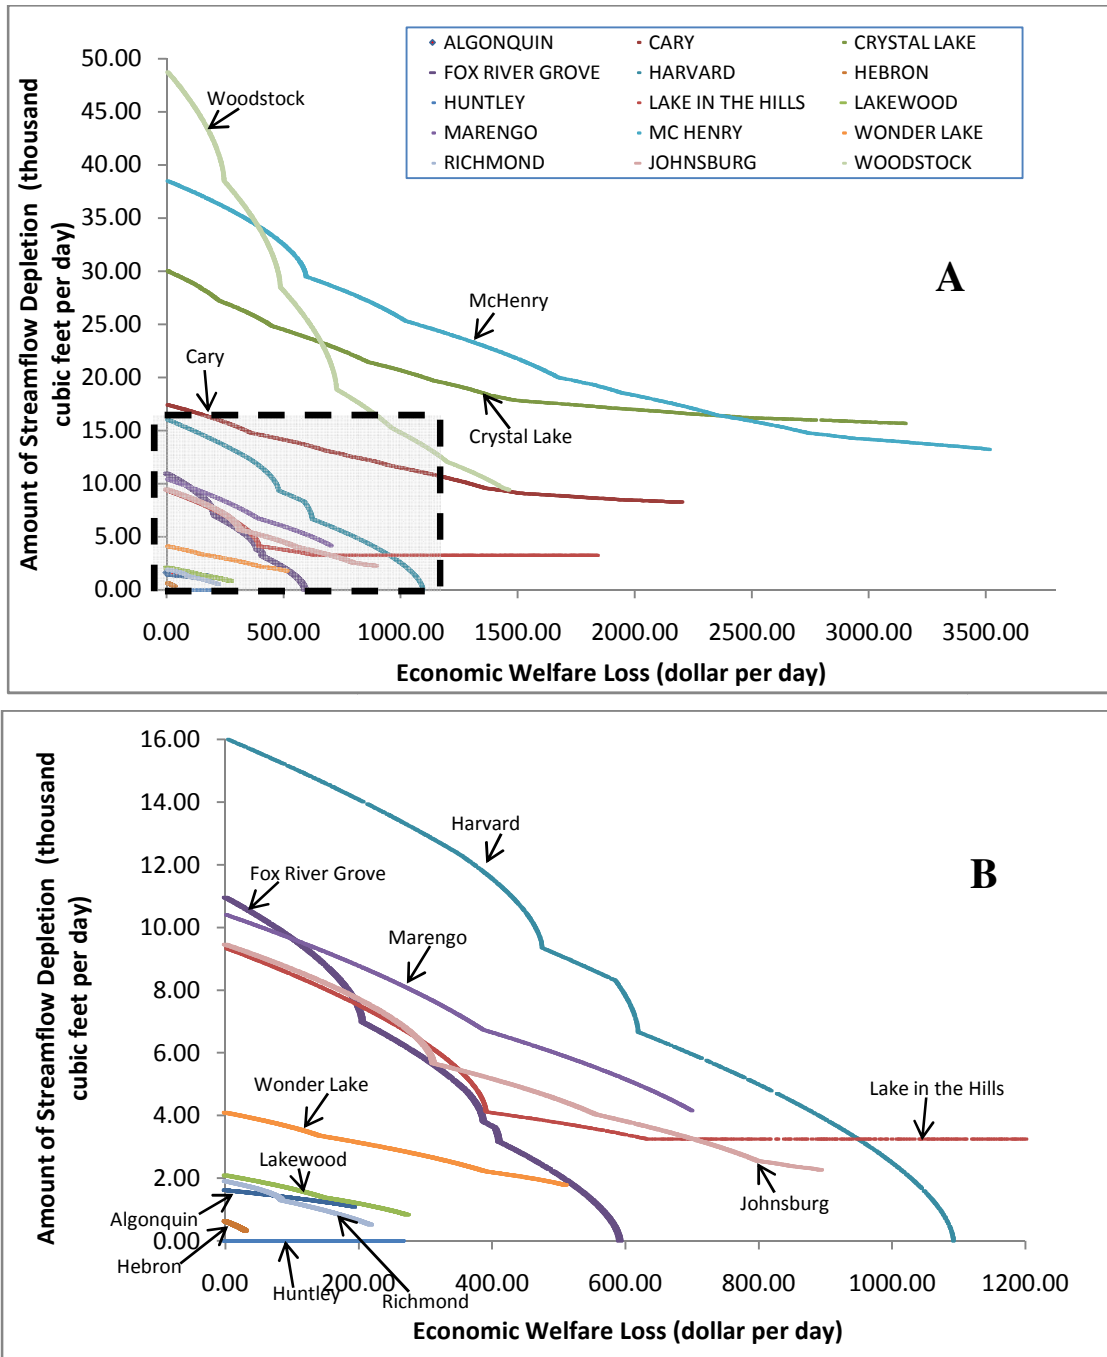 ALGONQUIN CARY CRYSTAL LAKE
FOX RIVER GROVE HARVARD HEBRON
HUNTLEY LAKE IN THE HILLS LAKEWOOD
MARENGO MC HENRY WONDER LAKE
RICHMOND JOHNSBURG WOODSTOCK
Amount of Streamflow Depletion (thousand
cubic feet per day)
50.00
45.00
40.00
35.00
30.00
25.00
20.00
15.00
10.00
5.00
0.00
Woodstock
A
McHenry
Cary
Crystal Lake
0.00 500.00 1000.00 1500.00 2000.00 2500.00 3000.00 3500.00
Economic Welfare Loss (dollar per day)
Amount of Streamflow Depletion (thousand
cubic feet per day)
16.00
14.00
12.00
10.00
8.00
6.00
4.00
2.00
0.00
Harvard
B
Fox River Grove
Marengo
Wonder Lake
Lake in the Hills
Lakewood
Johnsburg
Algonquin
Hebron
Huntley
Richmond
0.00 200.00 400.00 600.00 800.00 1000.00 1200.00
Economic Welfare Loss (dollar per day)